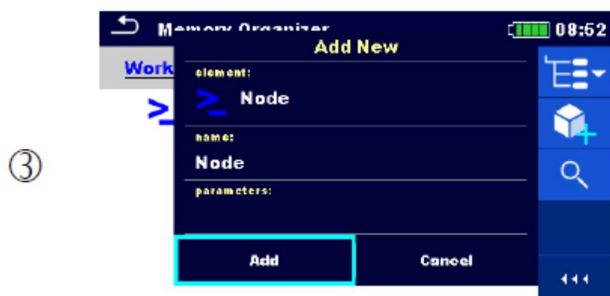 ③
Memory Organizer
08:52
Add New
Work
element:
>_ Node
name:
Node
parameters:
Add
Cancel